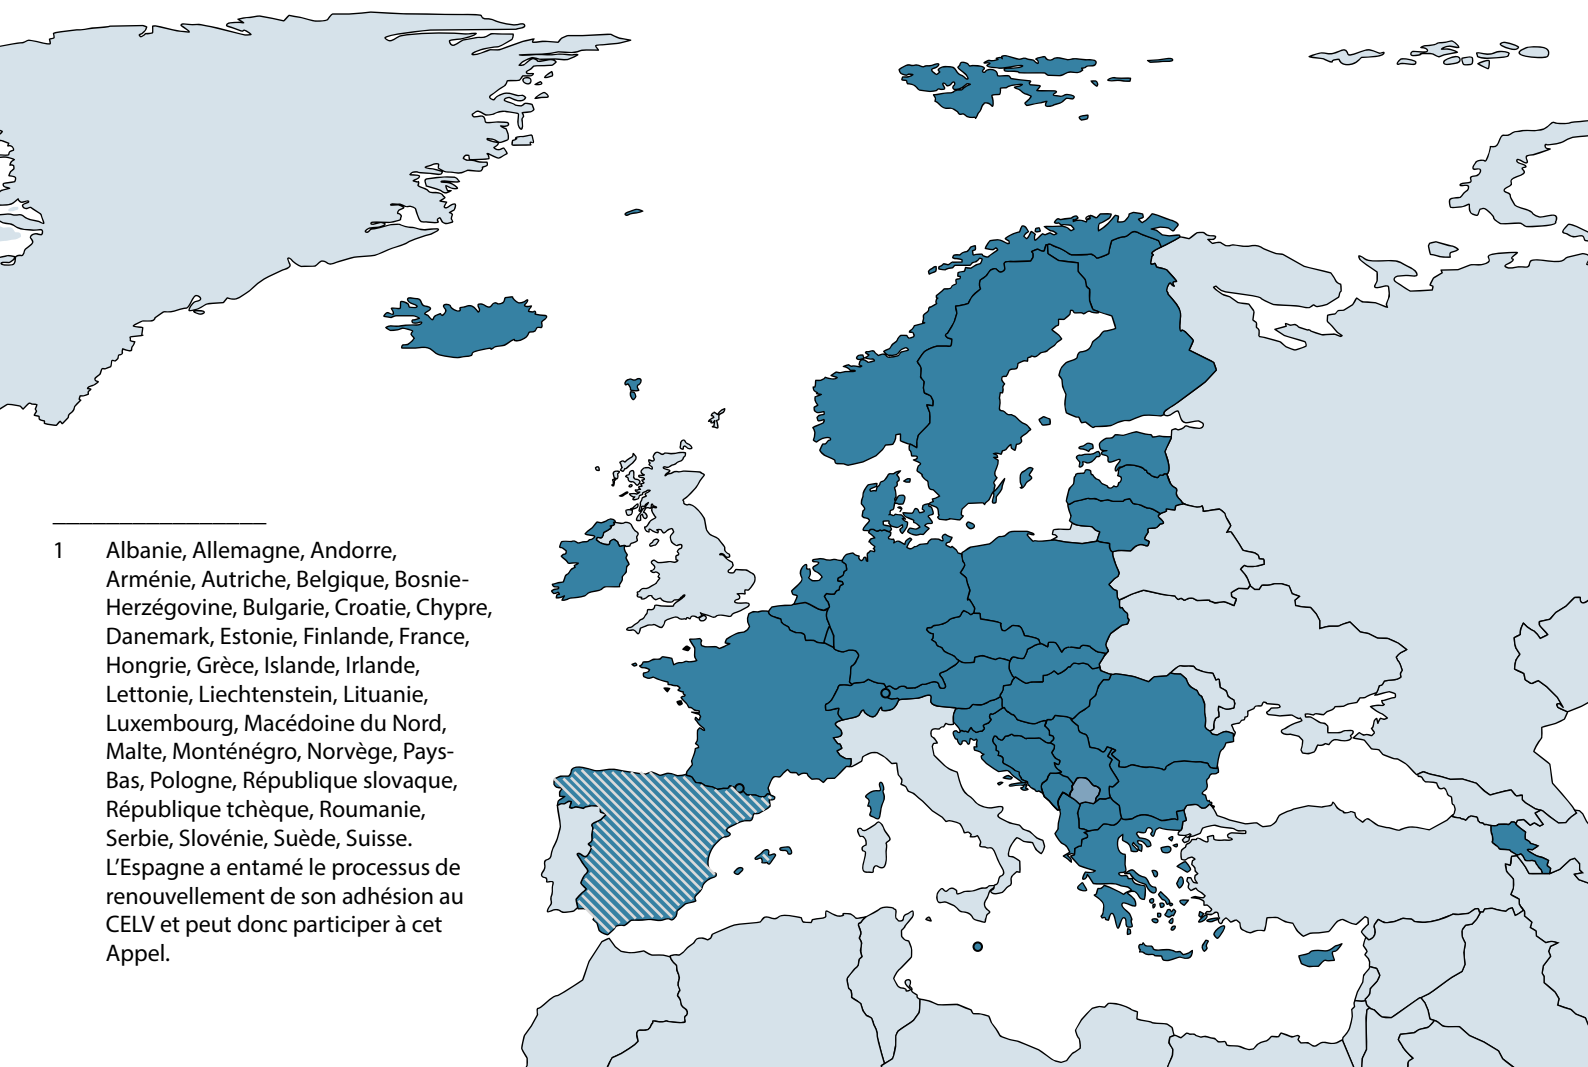 1 Albanie, Allemagne, Andorre,
Arménie, Autriche, Belgique, Bosnie-
Herzégovine, Bulgarie, Croatie, Chypre,
Danemark, Estonie, Finlande, France,
Hongrie, Grèce, Islande, Irlande,
Lettonie, Liechtenstein, Lituanie,
Luxembourg, Macédoine du Nord,
Malte, Monténégro, Norvège, Pays-
Bas, Pologne, République slovaque,
République tchèque, Roumanie,
Serbie, Slovénie, Suède, Suisse.
L’Espagne a entamé le processus de
renouvellement de son adhésion au
CELV et peut donc participer à cet
Appel.